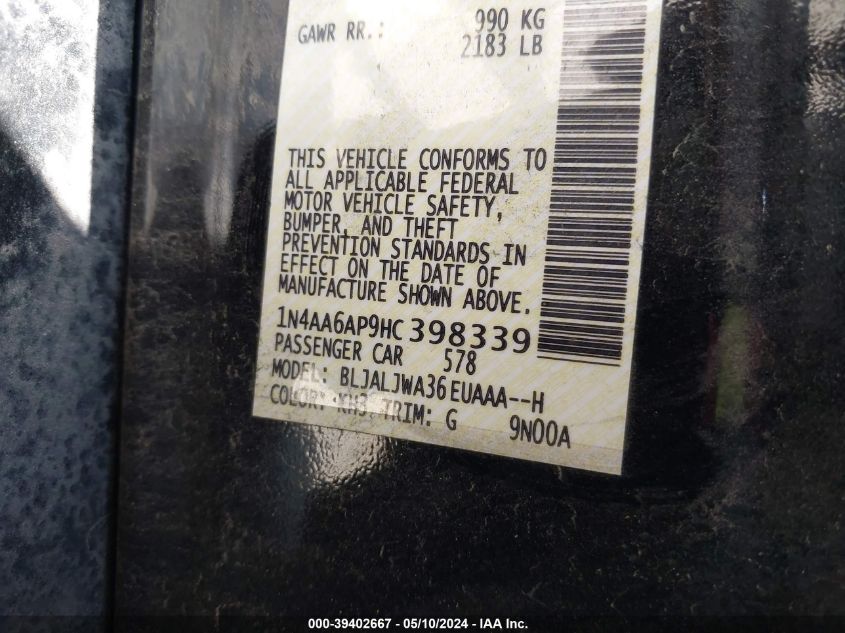 GAWR RR.: 990 KG
2183 LB
THIS VEHICLE CONFORMS TO
ALL APPLICABLE FEDERAL
MOTOR VEHICLE SAFETY,
BUMPER, AND THEFT
PREVENTION STANDARDS IN
EFFECT ON THE DATE OF
MANUFACTURE SHOWN ABOVE.
1N4AA6AP9HC398339
PASSENGER CAR 578
MODEL: BLJALJWA36EUAAA--H
COLOR: KH3 TRIM: G 9N00A
000-39402667 - 05/10/2024 - IAA Inc.